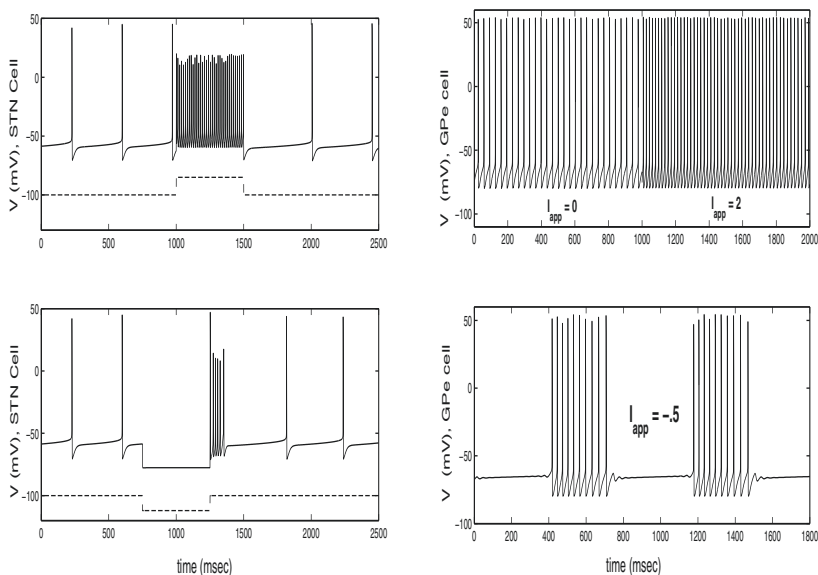 V (mV), STN Cell
50
0
−50
−100
0 500 1000 1500 2000 2500
V (mV), GPe cell
50
0
−50
−100
I app = 0
I app = 2
0 200 400 600 800 1000 1200 1400 1600 1800 2000
V (mV), STN Cell
50
0
−50
−100
0 500 1000 1500 2000 2500
time (msec)
V (mV), GPe cell
50
0
−50
−100
I app = −.5
0 200 400 600 800 1000 1200 1400 1600 1800
time (msec)